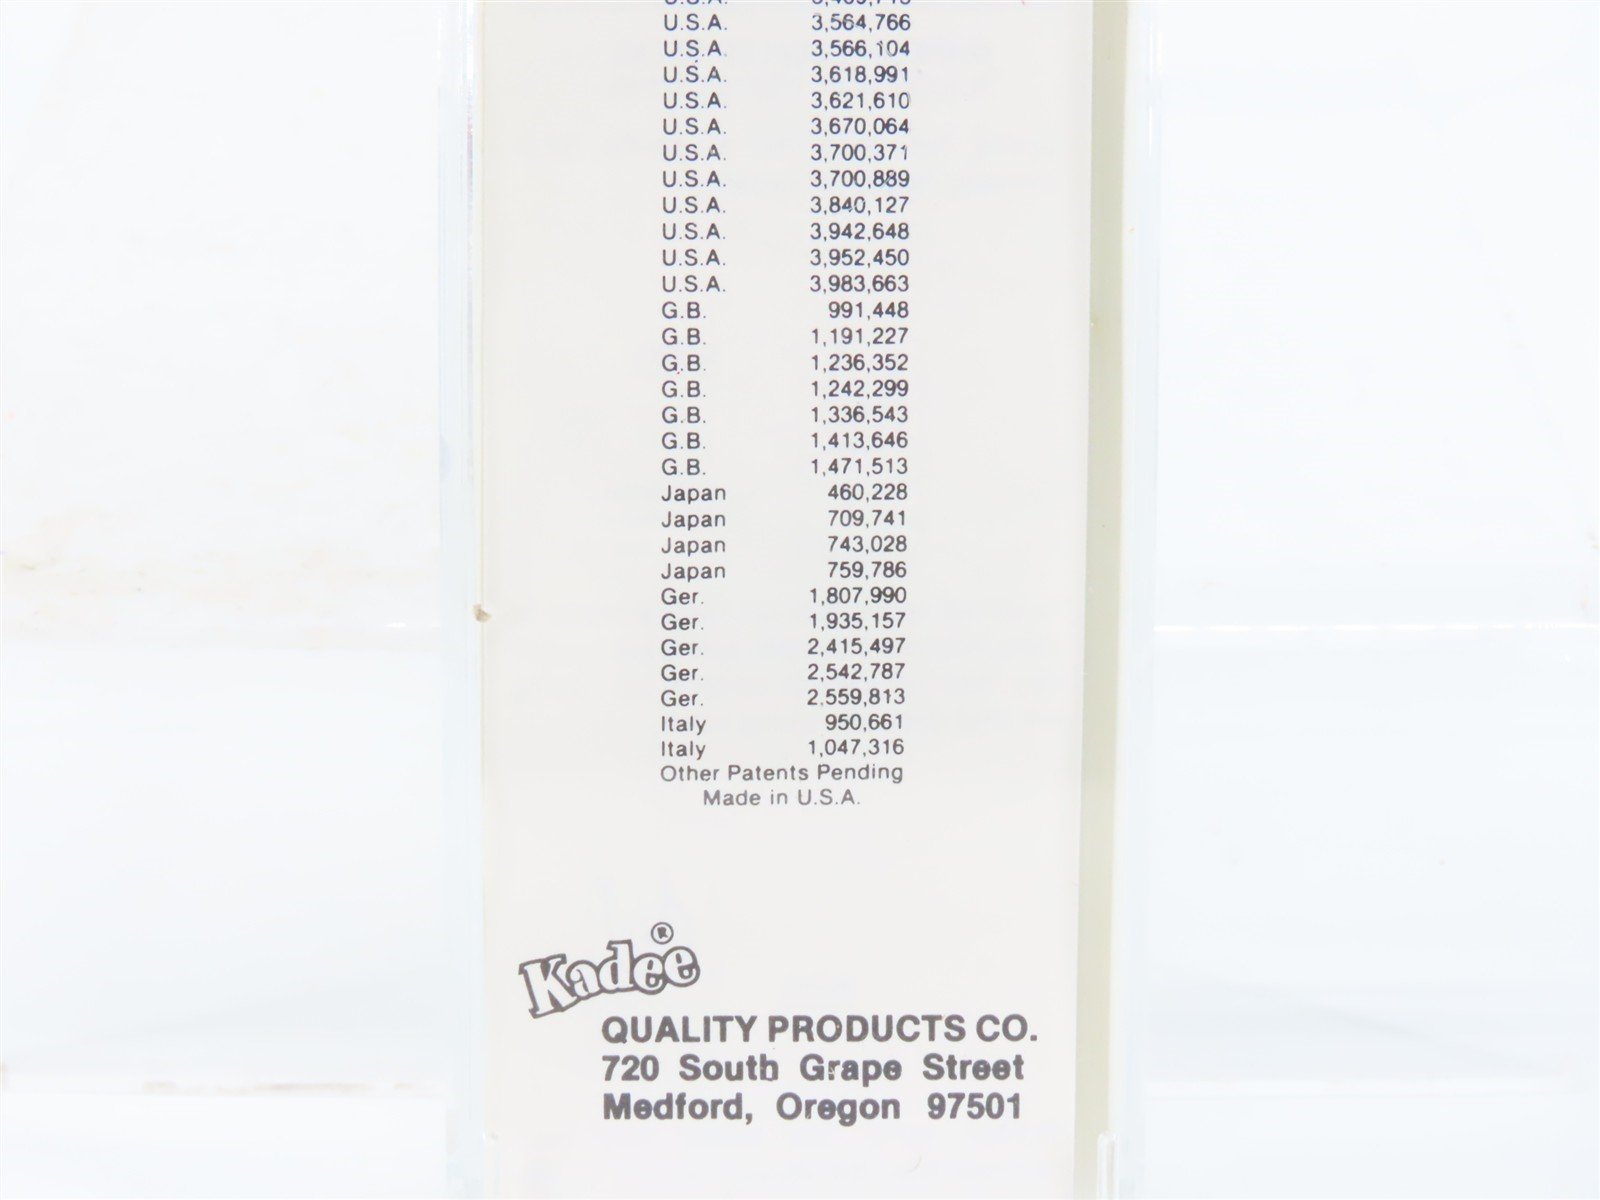 U.S.A. 3,564,766
U.S.A. 3,566,104
U.S.A. 3,618,991
U.S.A. 3,621,610
U.S.A. 3,670,064
U.S.A. 3,700,371
U.S.A. 3,700,889
U.S.A. 3,840,127
U.S.A. 3,942,648
U.S.A. 3,952,450
U.S.A. 3,983,663
G.B. 991,448
G.B. 1,191,227
G.B. 1,236,352
G.B. 1,242,299
G.B. 1,336,543
G.B. 1,413,646
G.B. 1,471,513
Japan 460,228
Japan 709,741
Japan 743,028
Japan 759,786
Ger. 1,807,990
Ger. 1,935,157
Ger. 2,415,497
Ger. 2,542,787
Ger. 2,559,813
Italy 950,661
Italy 1,047,316
Other Patents Pending
Made in U.S.A.
Kadee®
QUALITY PRODUCTS CO.
720 South Grape Street
Medford, Oregon 97501